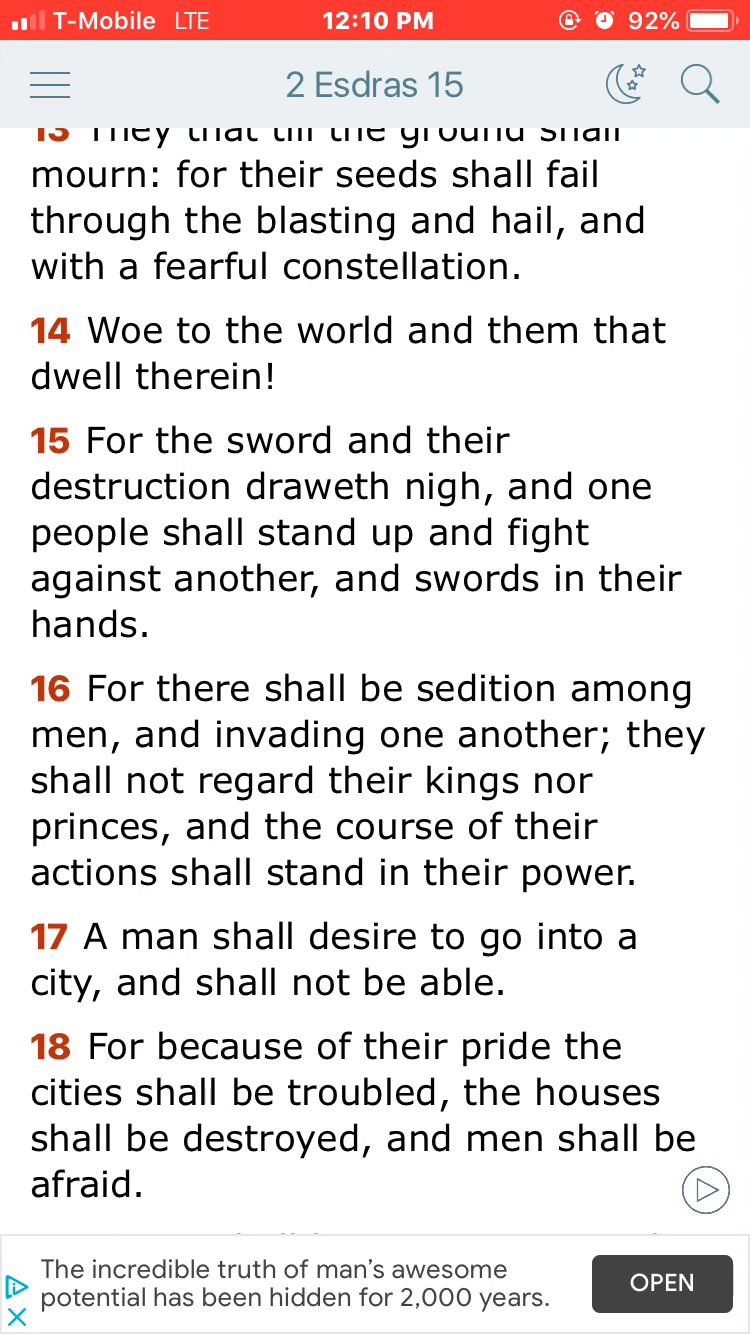 T-Mobile LTE 12:10 PM 92%
2 Esdras 15
13 They that till the ground shall
mourn: for their seeds shall fail
through the blasting and hail, and
with a fearful constellation.
14 Woe to the world and them that
dwell therein!
15 For the sword and their
destruction draweth nigh, and one
people shall stand up and fight
against another, and swords in their
hands.
16 For there shall be sedition among
men, and invading one another; they
shall not regard their kings nor
princes, and the course of their
actions shall stand in their power.
17 A man shall desire to go into a
city, and shall not be able.
18 For because of their pride the
cities shall be troubled, the houses
shall be destroyed, and men shall be
afraid.
The incredible truth of man’s awesome
potential has been hidden for 2,000 years.
OPEN